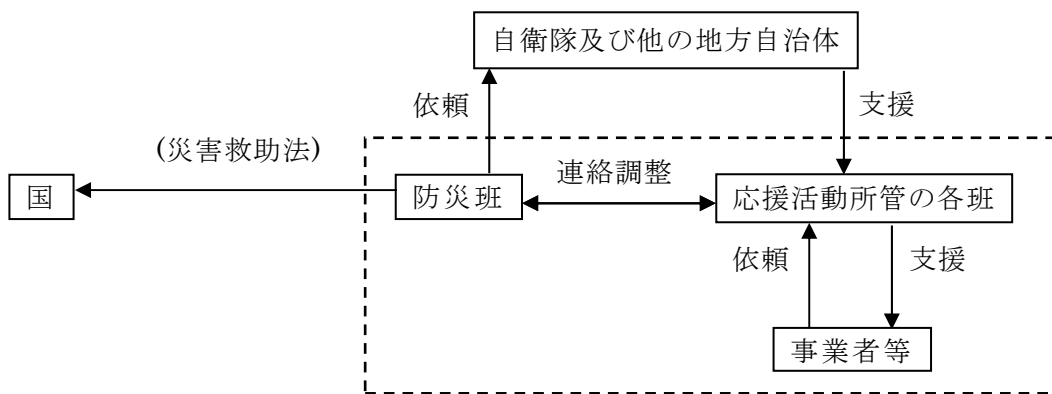 自衛隊及び他の地方自治体
依頼
支援
(災害救助法)
連絡調整
国
防災班
応援活動所管の各班
依頼
支援
事業者等